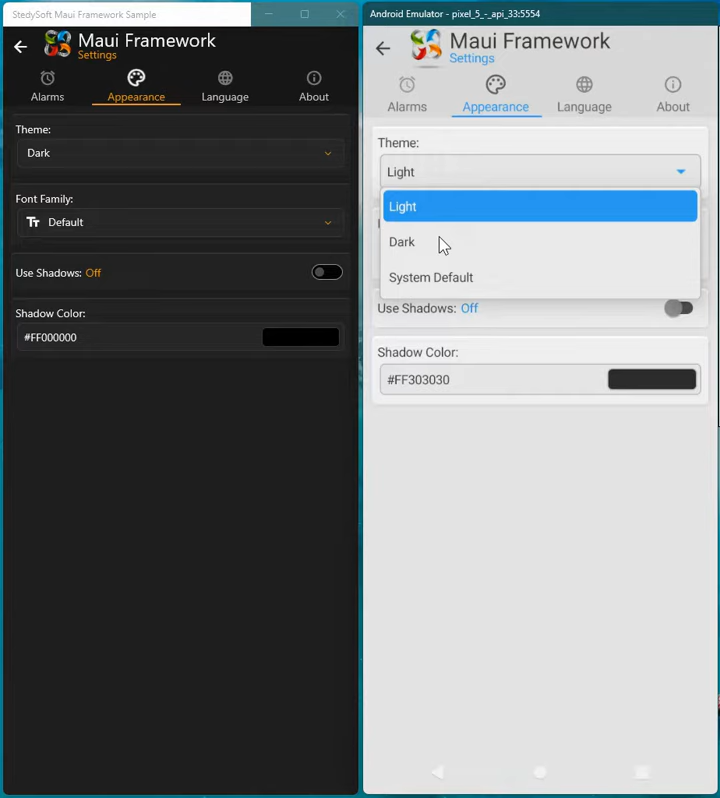 StedySoft Maui Framework Sample
Maui Framework
Settings
Alarms
Appearance
Language
About
Theme:
Dark
Font Family:
Tт Default
Use Shadows: Off
Shadow Color:
#FF000000
Android Emulator - pixel_5_-_api_33:5554
Maui Framework
Settings
Alarms
Appearance
Language
About
Theme:
Light
Light
Dark
System Default
Use Shadows: Off
Shadow Color:
#FF303030